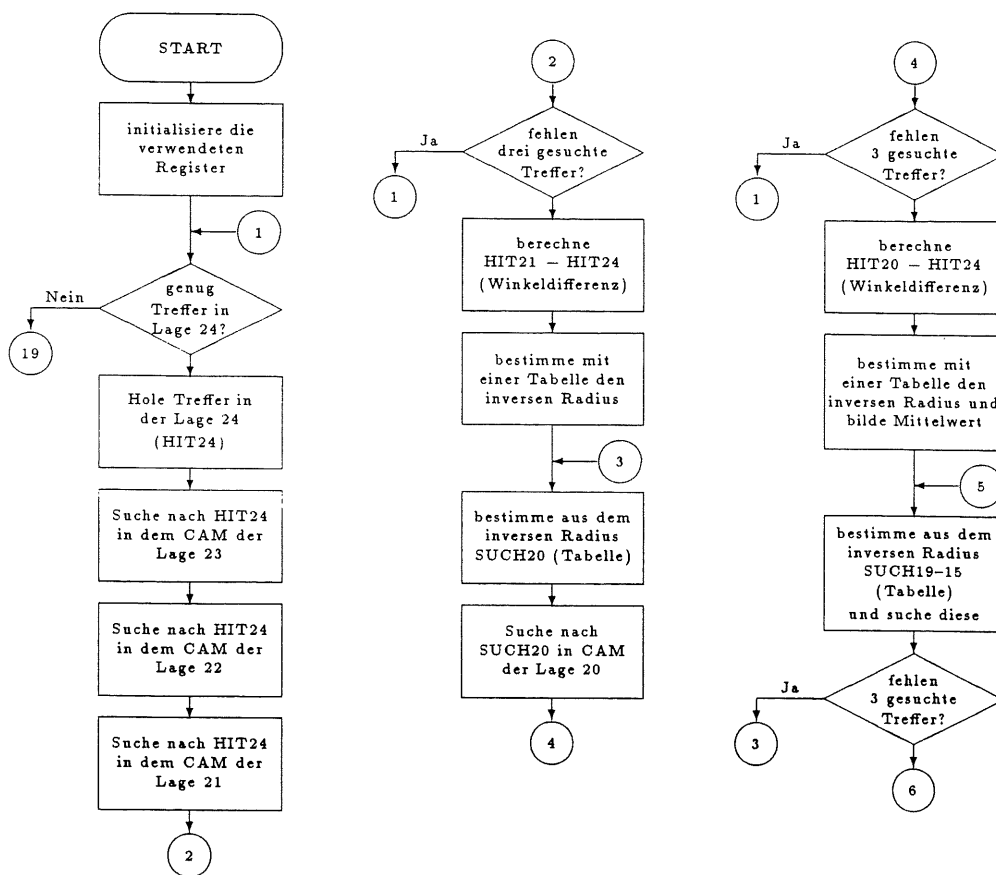 START
initialisiere die
verwendeten
Register
1
genug
Treffer in
Lage 24?
Nein
19
Hole Treffer in
der Lage 24
(HIT24)
Suche nach HIT24
in dem CAM der
Lage 23
Suche nach HIT24
in dem CAM der
Lage 22
Suche nach HIT24
in dem CAM der
Lage 21
2
2
fehlen
drei gesuchte
Treffer?
Ja
1
berechne
HIT21 − HIT24
(Winkeldifferenz)
bestimme mit
einer Tabelle den
inversen Radius
3
bestimme aus dem
inversen Radius
SUCH20 (Tabelle)
Suche nach
SUCH20 in CAM
der Lage 20
4
4
fehlen
3 gesuchte
Treffer?
Ja
1
berechne
HIT20 − HIT24
(Winkeldifferenz)
bestimme mit
einer Tabelle den
inversen Radius und
bilde Mittelwert
5
bestimme aus dem
inversen Radius
SUCH19–15
(Tabelle)
und suche diese
fehlen
3 gesuchte
Treffer?
Ja
3
6